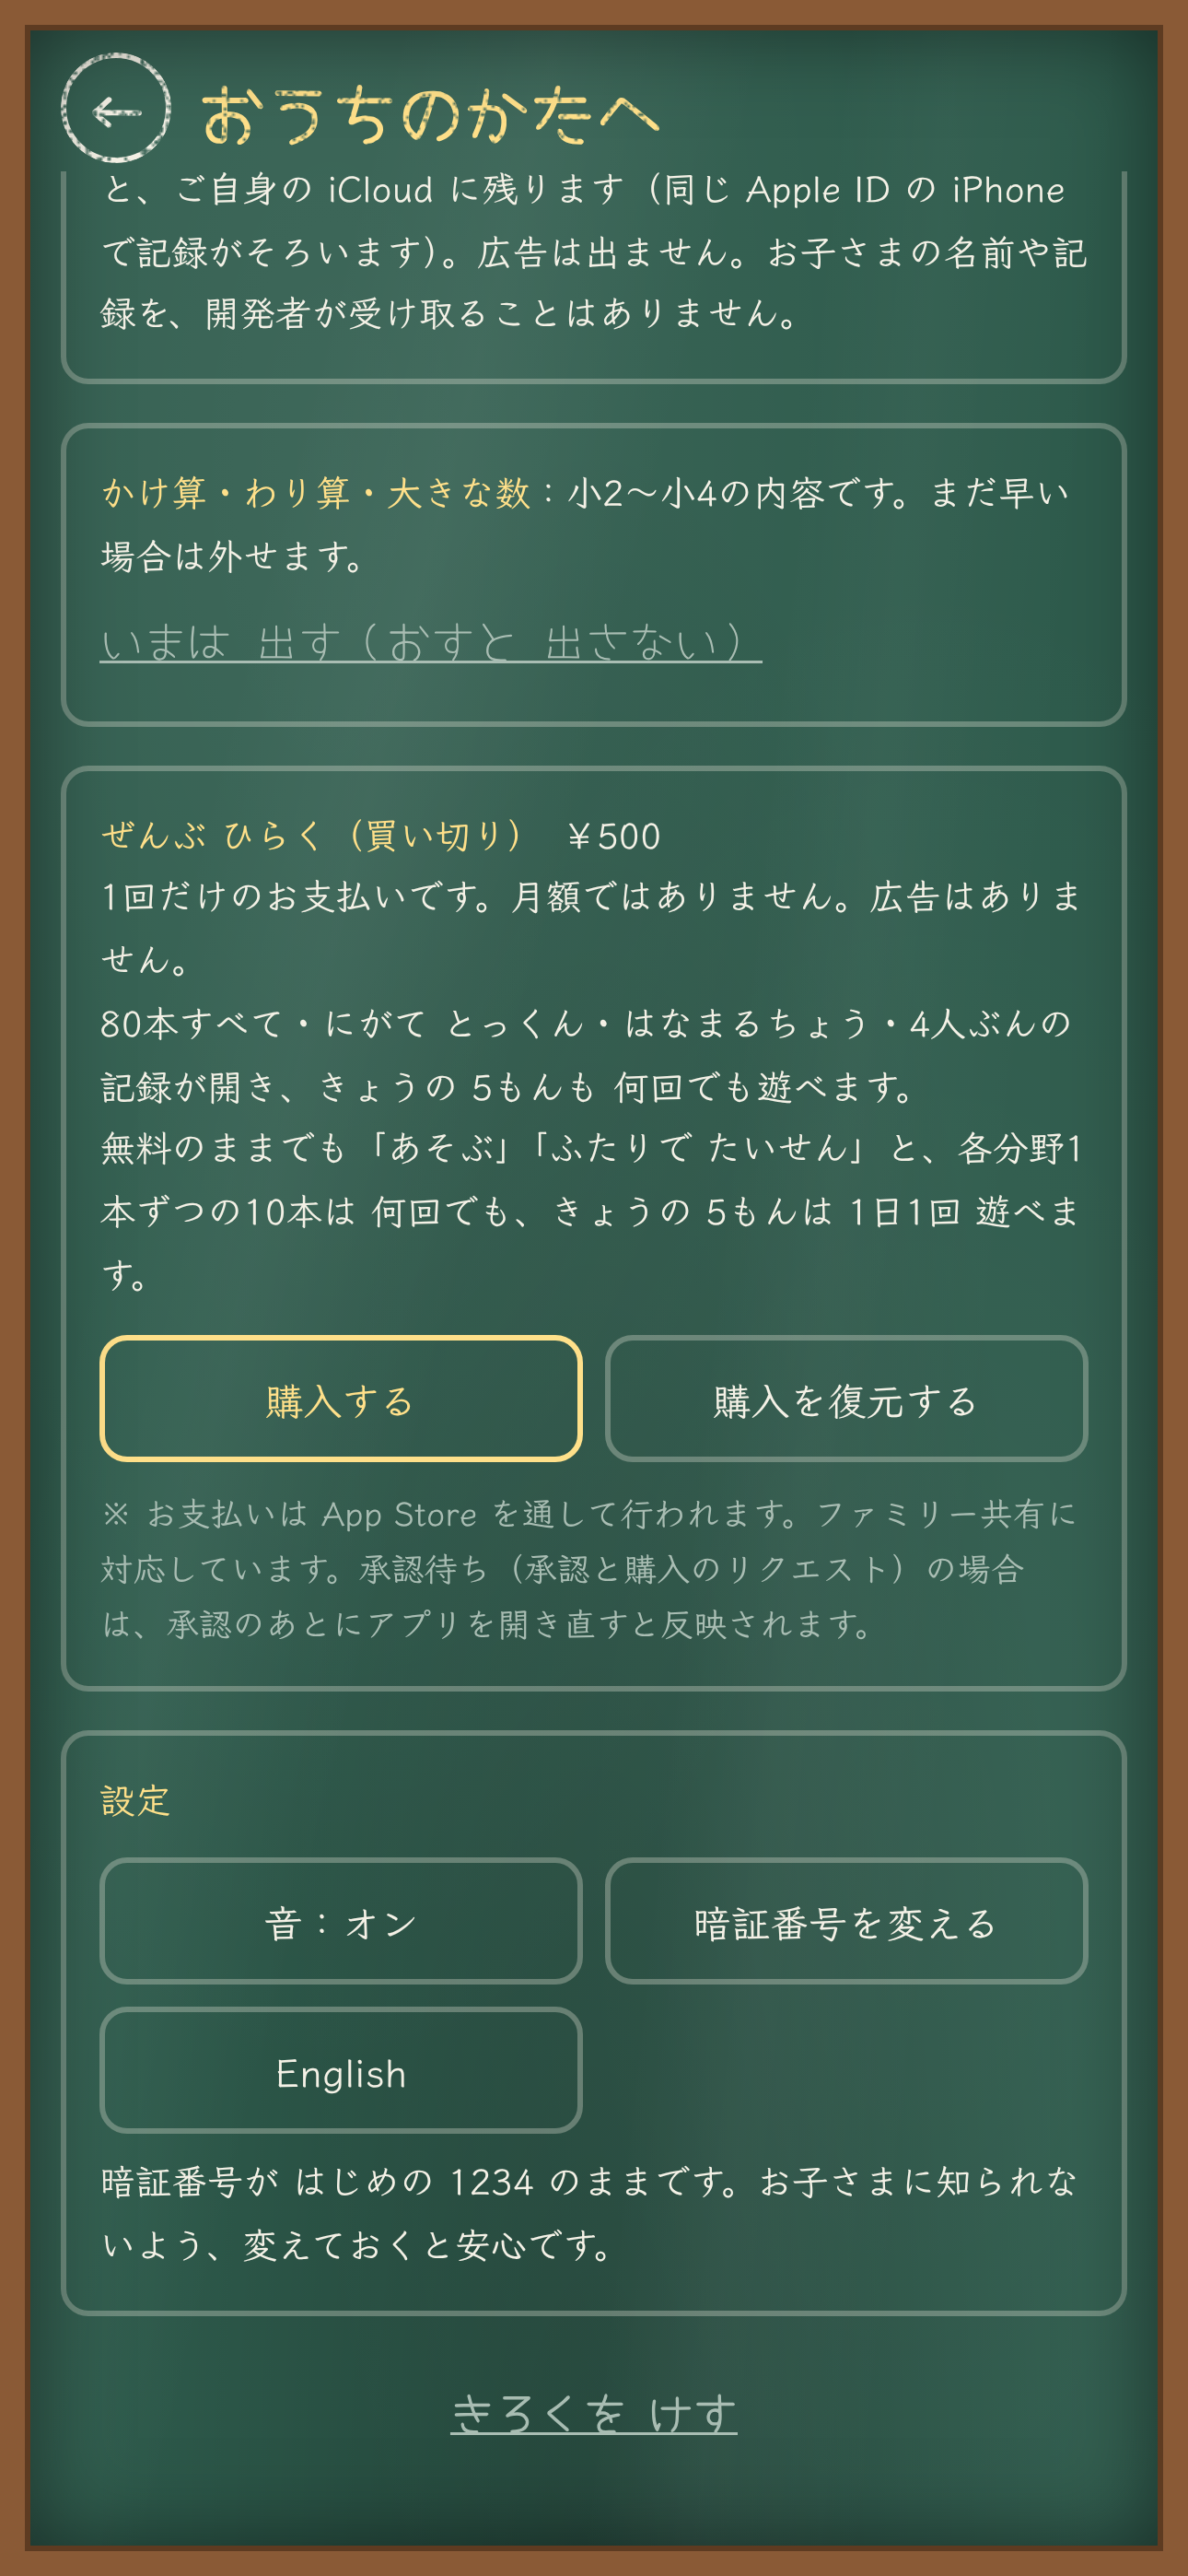 ←
おうちのかたへ
と、ご自身の iCloud に残ります（同じ Apple ID の iPhone
で記録がそろいます）。広告は出ません。お子さまの名前や記
録を、開発者が受け取ることはありません。
かけ算・わり算・大きな数：小2〜小4の内容です。まだ早い
場合は外せます。
いまは 出す（おすと 出さない）
ぜんぶ ひらく（買い切り） ￥500
1回だけのお支払いです。月額ではありません。広告はありま
せん。
80本すべて・にがて とっくん・はなまるちょう・4人ぶんの
記録が開き、きょうの 5もんも 何回でも遊べます。
無料のままでも「あそぶ」「ふたりで たいせん」と、各分野1
本ずつの10本は 何回でも、きょうの 5もんは 1日1回 遊べま
す。
購入する
購入を復元する
※ お支払いは App Store を通して行われます。ファミリー共有に
対応しています。承認待ち（承認と購入のリクエスト）の場合
は、承認のあとにアプリを開き直すと反映されます。
設定
音：オン
暗証番号を変える
English
暗証番号が はじめの 1234 のままです。お子さまに知られな
いよう、変えておくと安心です。
きろくを けす